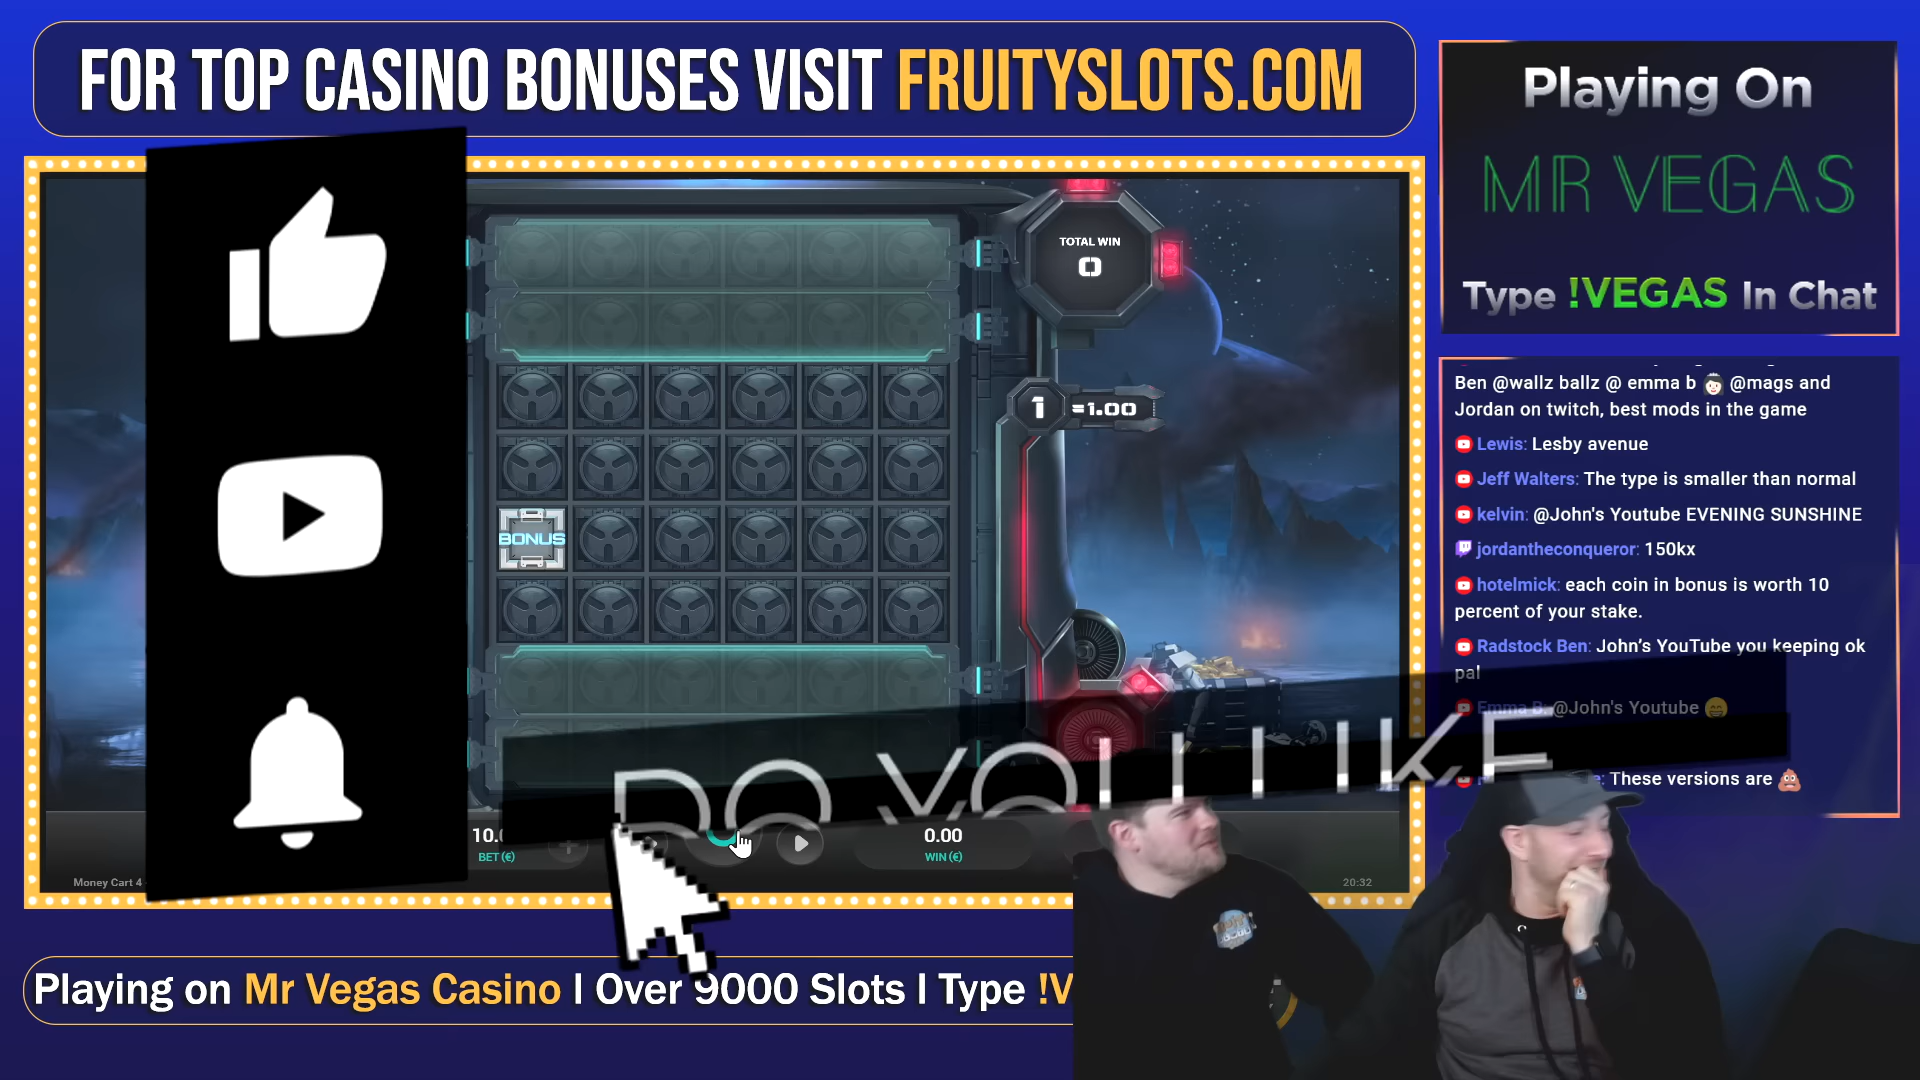 FOR TOP CASINO BONUSES VISIT FRUITYSLOTS.COM
Playing On
MR VEGAS
Type !VEGAS In Chat
TOTAL WIN
0
1 =1.00
BONUS
Ben @wallz ballz @ emma b @mags and
Jordan on twitch, best mods in the game
Lewis: Lesby avenue
Jeff Walters: The type is smaller than normal
kelvin: @John's Youtube EVENING SUNSHINE
jordantheconqueror: 150kx
hotelmick: each coin in bonus is worth 10
percent of your stake.
Radstock Ben: John's YouTube you keeping ok
pal
Emma B: @John's Youtube
These versions are
DO YOU LIKE
10.0
BET (€)
0.00
WIN (€)
Money Cart 4
20:32
Playing on Mr Vegas Casino I Over 9000 Slots I Type !V